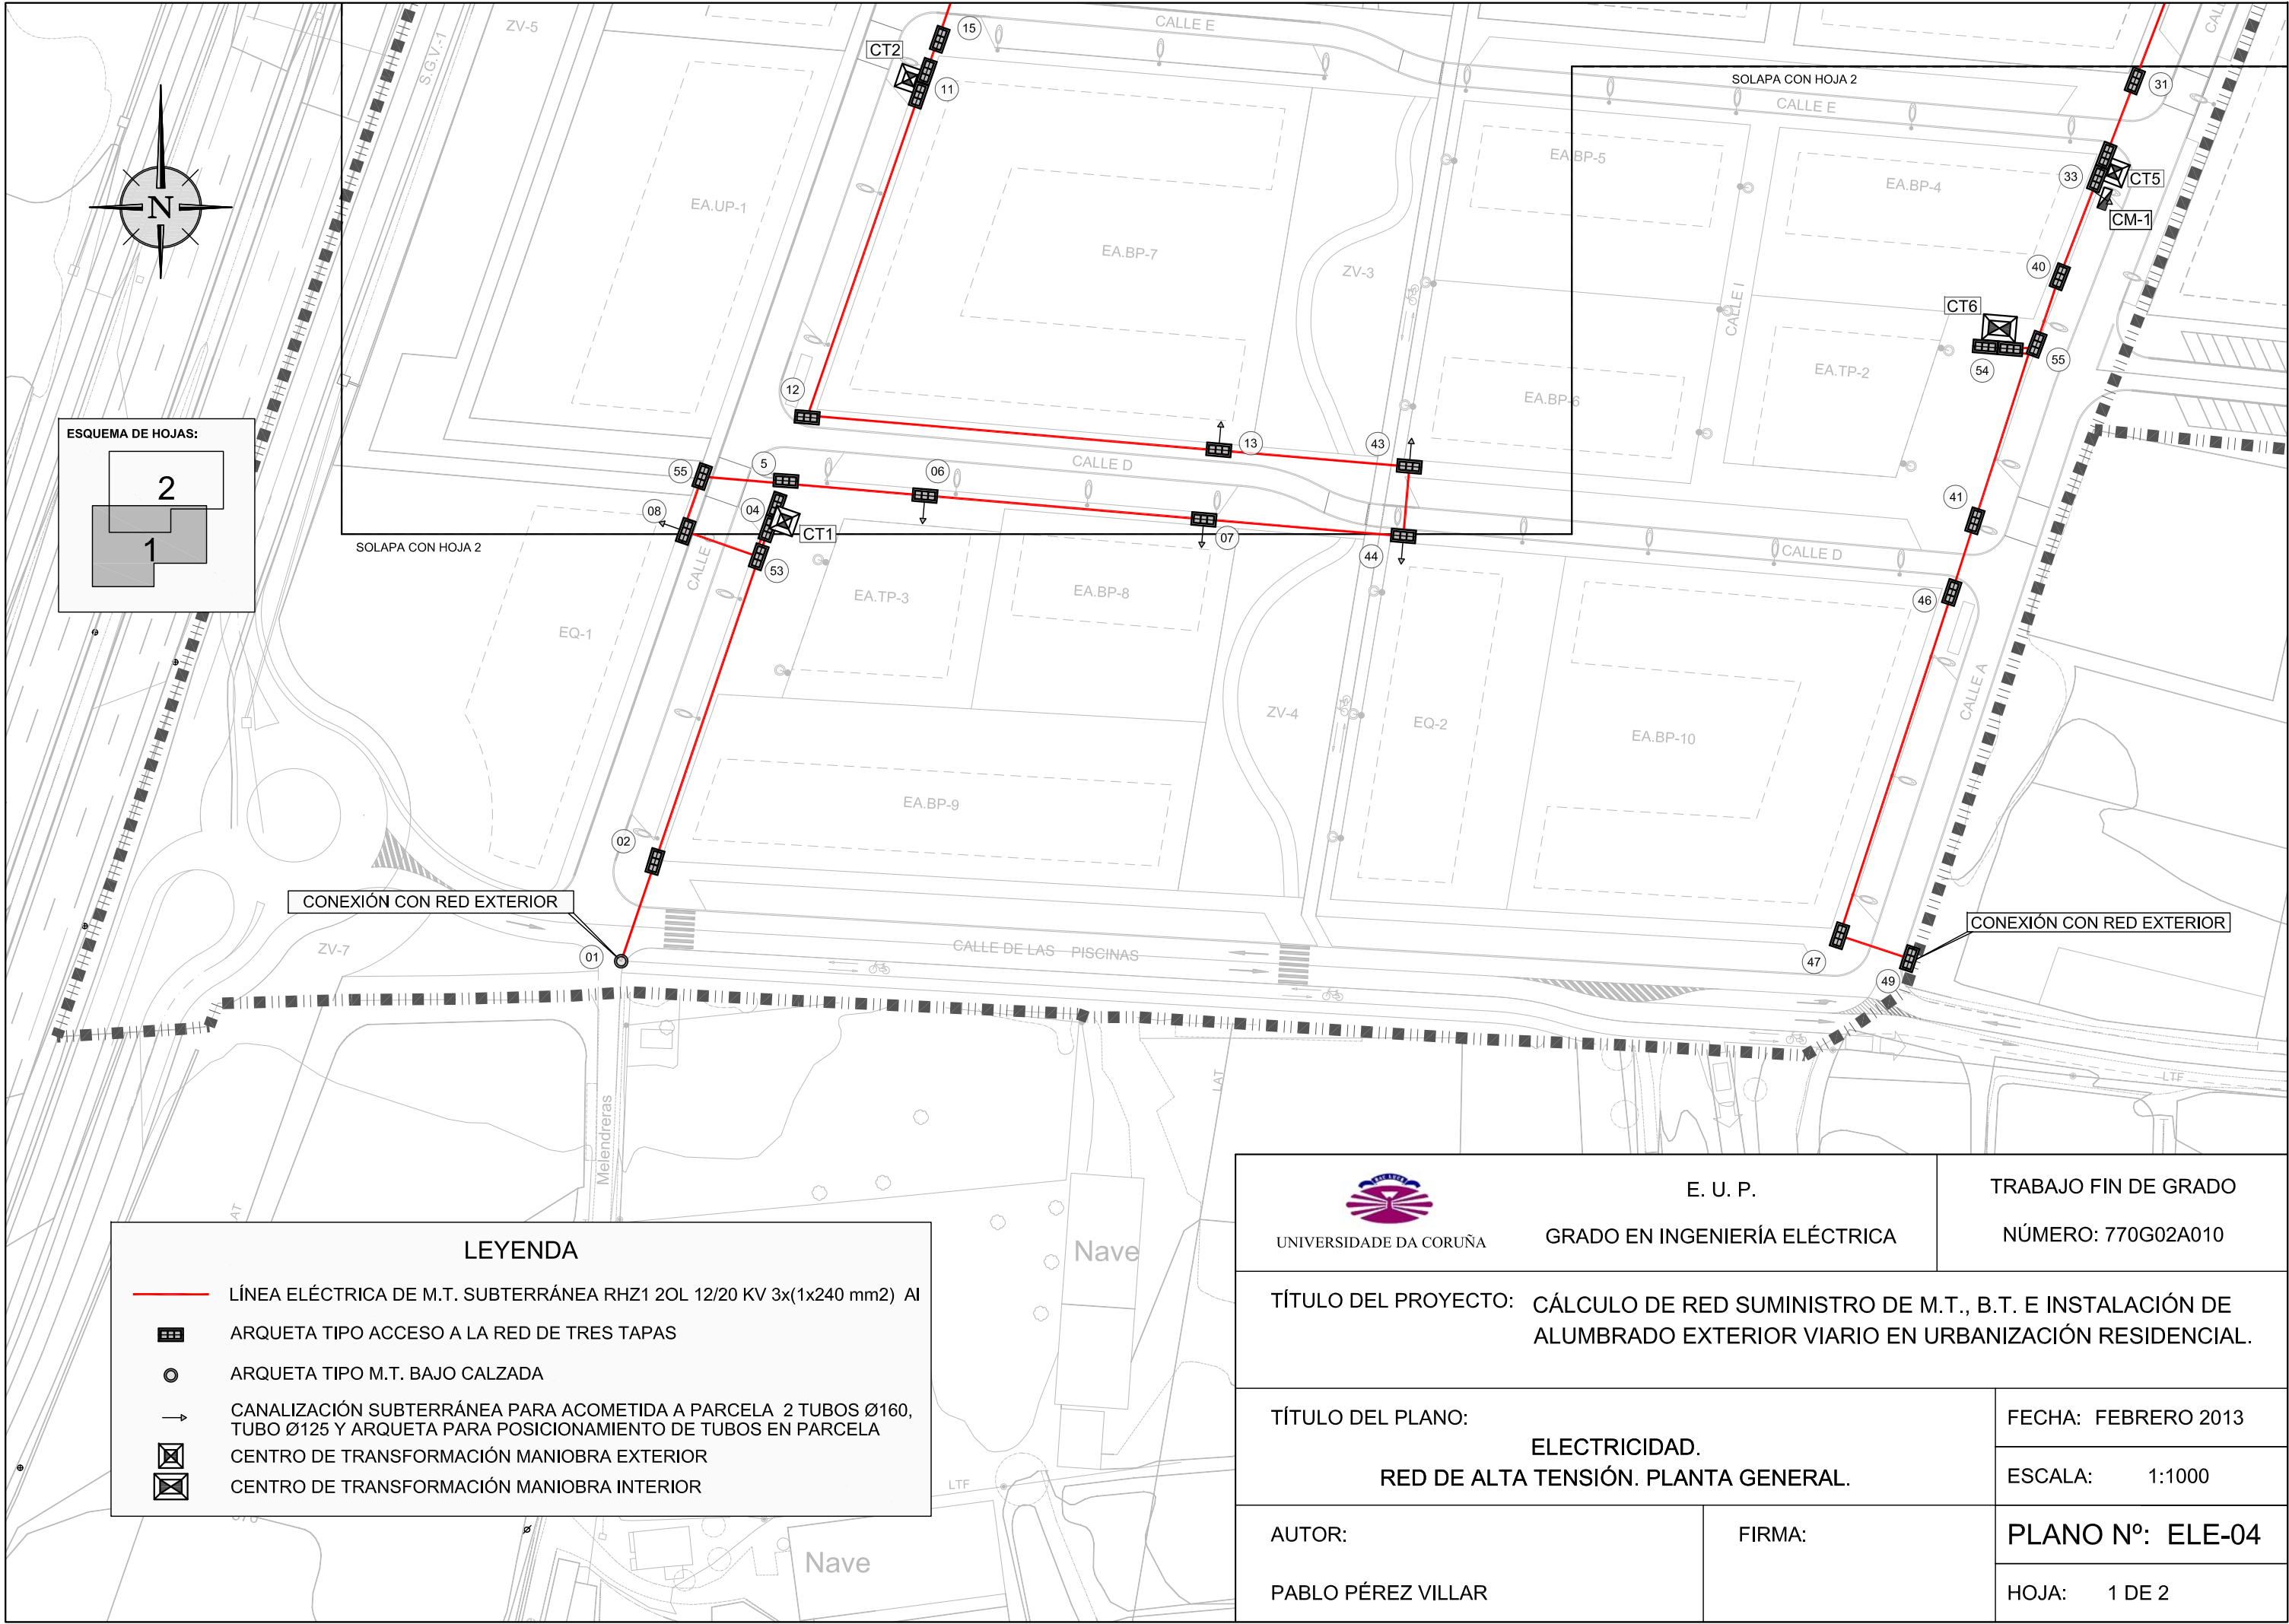 ZV-5
S.G.V.-1
15
CT2
11
CALLE E
SOLAPA CON HOJA 2
CALLE E
31
33
CT5
CM-1
EA.UP-1
EA.BP-7
ZV-3
EA.BP-5
EA.BP-4
40
CT6
54
55
CALLE I
EA.TP-2
EA.BP-6
N
12
13
43
CALLE D
ESQUEMA DE HOJAS:
2
1
55
5
06
08
04
CT1
07
44
41
CALLE D
SOLAPA CON HOJA 2
CALLE
53
46
EA.TP-3
EA.BP-8
EQ-1
ZV-4
EQ-2
EA.BP-10
CALLE A
EA.BP-9
02
CONEXIÓN CON RED EXTERIOR
ZV-7
01
CALLE DE LAS PISCINAS
47
CONEXIÓN CON RED EXTERIOR
49
Melendreras
LAT
LTF
Nave
LTF
Nave
LEYENDA
LÍNEA ELÉCTRICA DE M.T. SUBTERRÁNEA RHZ1 2OL 12/20 KV 3x(1x240 mm2) Al
ARQUETA TIPO ACCESO A LA RED DE TRES TAPAS
ARQUETA TIPO M.T. BAJO CALZADA
CANALIZACIÓN SUBTERRÁNEA PARA ACOMETIDA A PARCELA 2 TUBOS Ø160,
TUBO Ø125 Y ARQUETA PARA POSICIONAMIENTO DE TUBOS EN PARCELA
CENTRO DE TRANSFORMACIÓN MANIOBRA EXTERIOR
CENTRO DE TRANSFORMACIÓN MANIOBRA INTERIOR
UNIVERSIDADE DA CORUÑA
E. U. P.
GRADO EN INGENIERÍA ELÉCTRICA
TRABAJO FIN DE GRADO
NÚMERO: 770G02A010
TÍTULO DEL PROYECTO: CÁLCULO DE RED SUMINISTRO DE M.T., B.T. E INSTALACIÓN DE
ALUMBRADO EXTERIOR VIARIO EN URBANIZACIÓN RESIDENCIAL.
TÍTULO DEL PLANO:
ELECTRICIDAD.
RED DE ALTA TENSIÓN. PLANTA GENERAL.
FECHA: FEBRERO 2013
ESCALA: 1:1000
AUTOR:
PABLO PÉREZ VILLAR
FIRMA:
PLANO Nº: ELE-04
HOJA: 1 DE 2